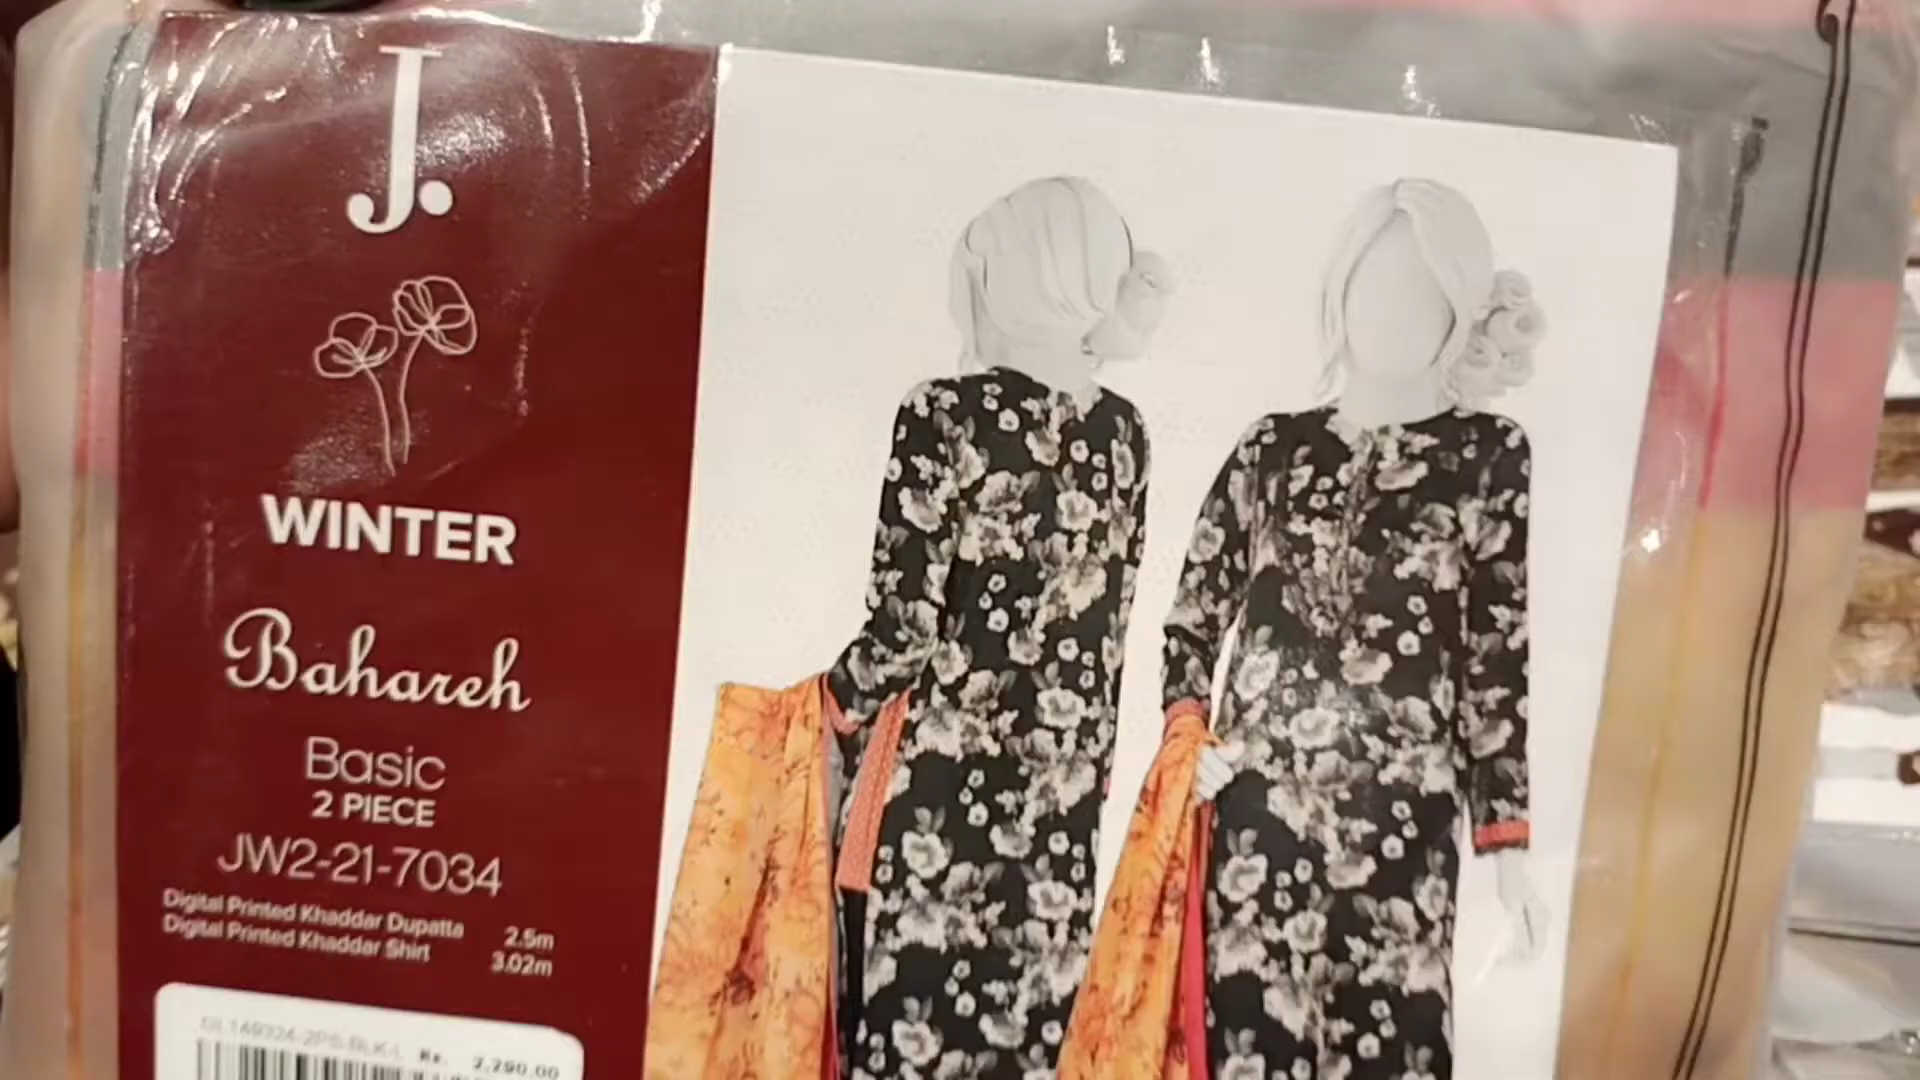 J.
WINTER
Bahareh
Basic
2 PIECE
JW2-21-7034
Digital Printed Khaddar Dupatta 2.5m
Digital Printed Khaddar Shirt 3.02m
Rs. 2,290.00